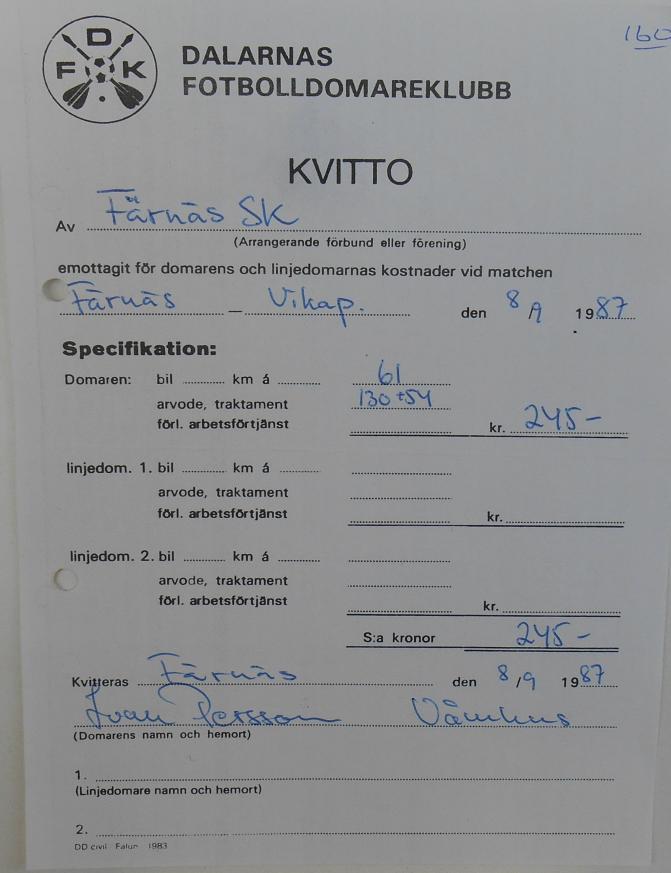 160
D
F K
DALARNAS
FOTBOLLDOMAREKLUBB
KVITTO
Av Färnäs SK
(Arrangerande förbund eller förening)
emottagit för domarens och linjedomarnas kostnader vid matchen
Färnäs — Vikap. den 8/9 1987
Specifikation:
Domaren: bil ............ km á ............ 61
arvode, traktament 130+54
förl. arbetsförtjänst kr. 245-
linjedom. 1. bil ............ km á ............
arvode, traktament
förl. arbetsförtjänst kr.
linjedom. 2. bil ............ km á ............
arvode, traktament
förl. arbetsförtjänst kr.
S:a kronor 245-
Kvitteras Färnäs den 8/9 1987
Ivan Persson Våmhus
(Domarens namn och hemort)
1.
(Linjedomare namn och hemort)
2.
DD civil Falun 1983